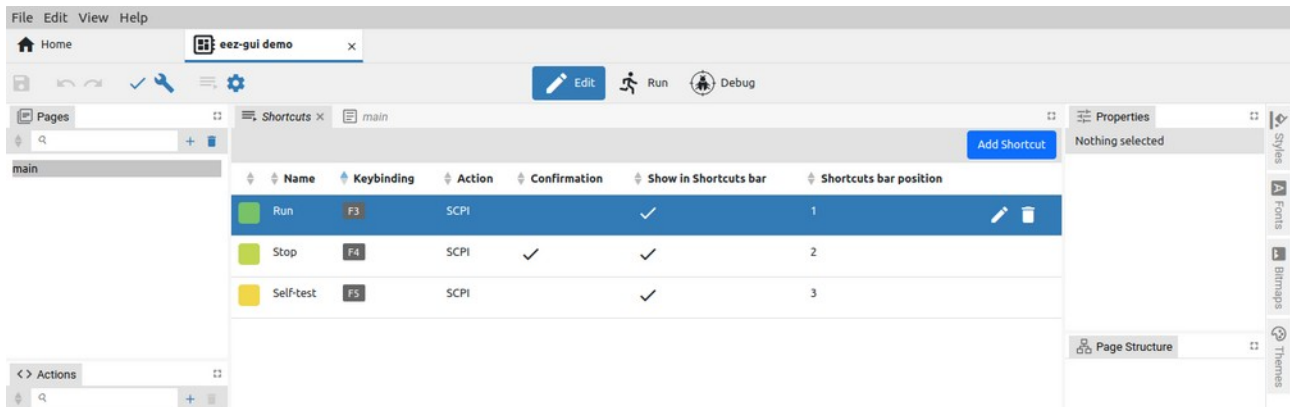 File Edit View Help
Home eez-gui demo
Edit Run Debug
Pages Shortcuts main Properties
Add Shortcut Nothing selected
main
Name Keybinding Action Confirmation Show in Shortcuts bar Shortcuts bar position
Run F3 SCPI 1
Stop F4 SCPI 2
Self-test F5 SCPI 3
Page Structure
Actions
Styles
Fonts
Bitmaps
Themes